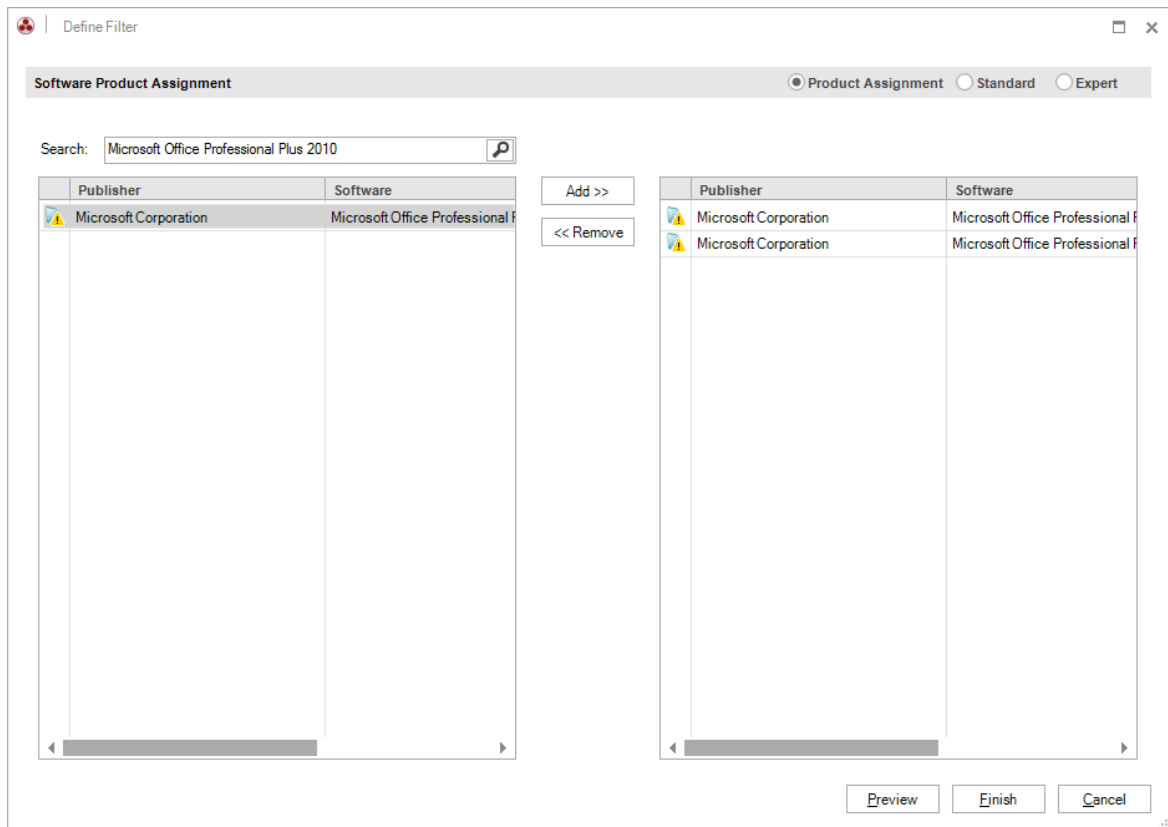 Define Filter
Software Product Assignment
Product Assignment Standard Expert
Search: Microsoft Office Professional Plus 2010
Publisher Software
Microsoft Corporation Microsoft Office Professional
Add >>
<< Remove
Publisher Software
Microsoft Corporation Microsoft Office Professional
Microsoft Corporation Microsoft Office Professional
Preview Finish Cancel